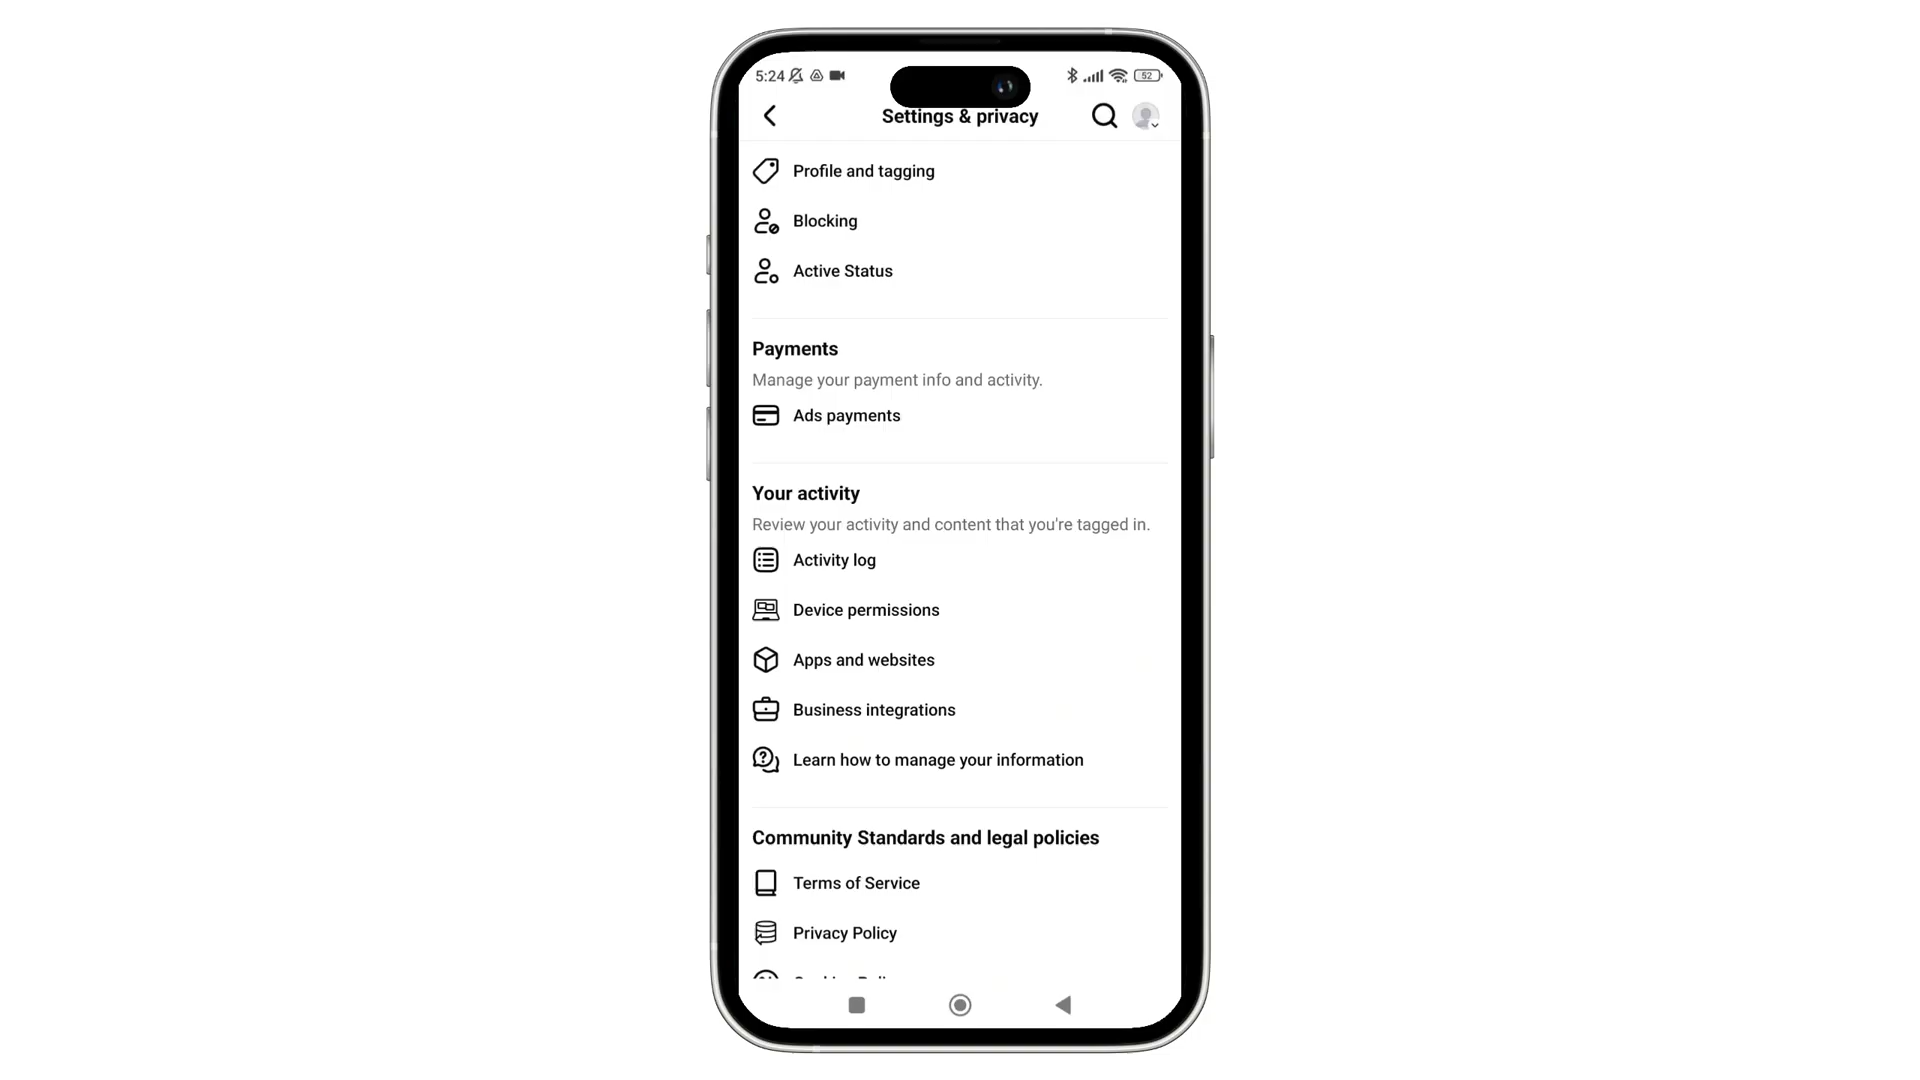 5:24
52
Settings & privacy
Profile and tagging
Blocking
Active Status
Payments
Manage your payment info and activity.
Ads payments
Your activity
Review your activity and content that you're tagged in.
Activity log
Device permissions
Apps and websites
Business integrations
Learn how to manage your information
Community Standards and legal policies
Terms of Service
Privacy Policy